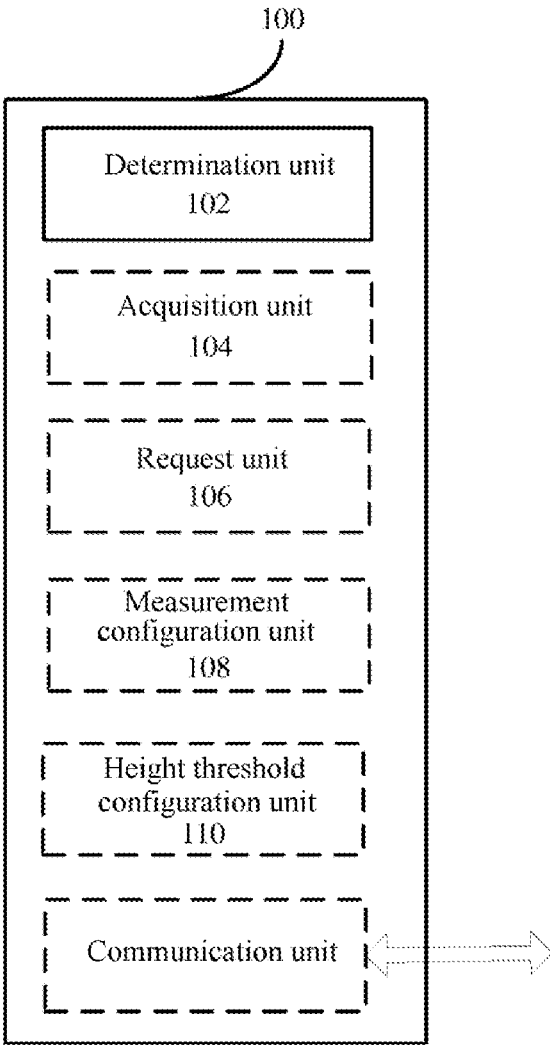 100
Determination unit
102
Acquisition unit
104
Request unit
106
Measurement
configuration unit
108
Height threshold
configuration unit
110
Communication unit